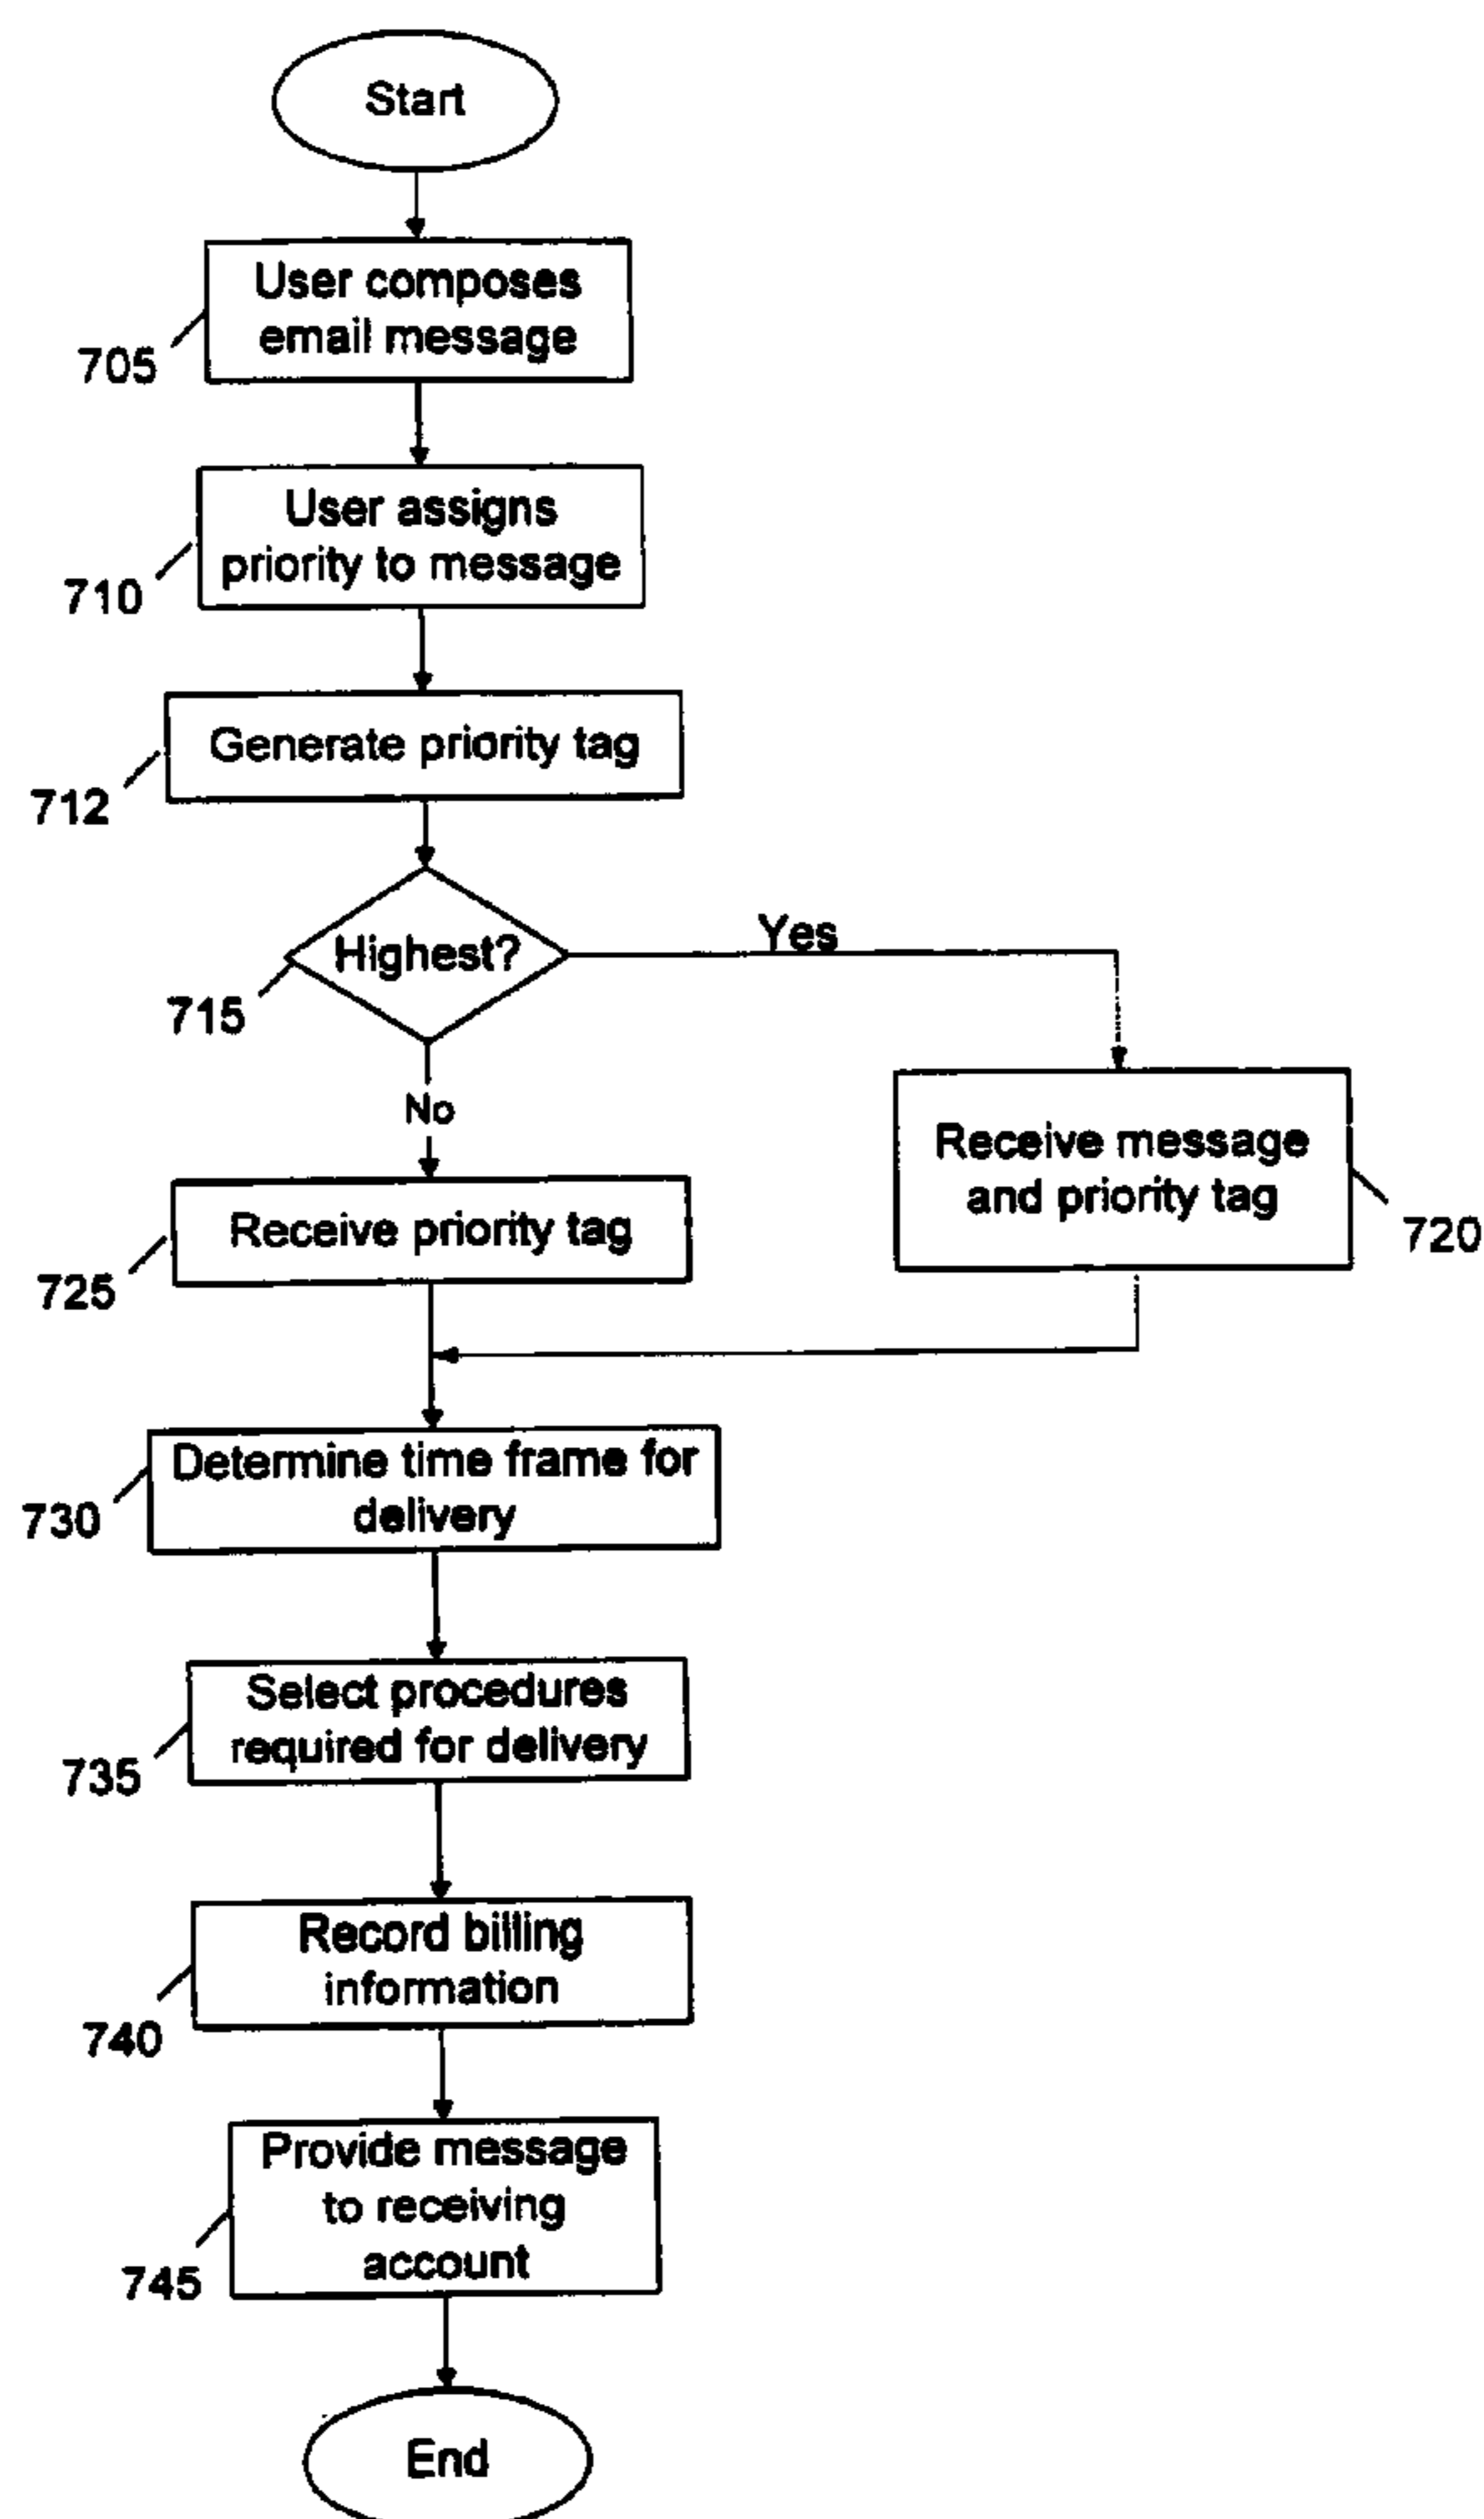 Start
User composes
email message
705
User assigns
priority to message
710
Generate priority tag
712
Highest?
715
Yes
No
Receive message
and priority tag
720
Receive priority tag
725
Determine time frame for
delivery
730
Select procedures
required for delivery
735
Record billing
information
740
Provide message
to receiving
account
745
End